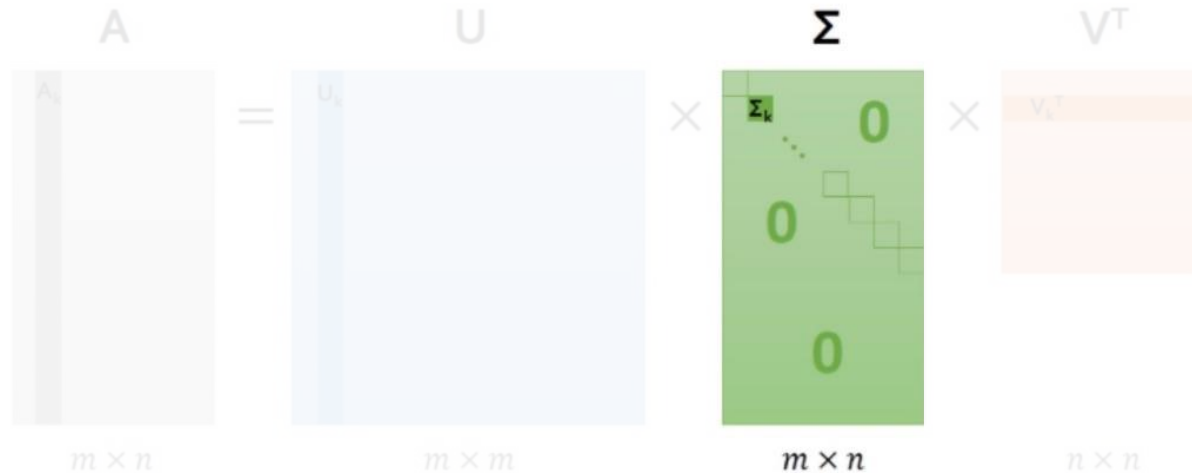 A U Σ Vᵀ
Aₖ = Uₖ × Σₖ 0 × Vₖᵀ
0
0
m × n m × m m × n n × n